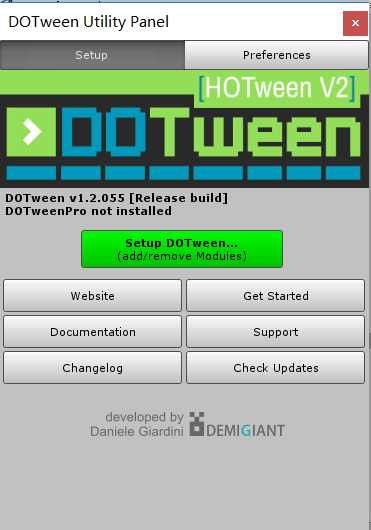 DOTween Utility Panel
×
Setup
Preferences
[HOTween V2]
DOTween
DOTween v1.2.055 [Release build]
DOTweenPro not installed
Setup DOTween...
(add/remove Modules)
Website
Get Started
Documentation
Support
Changelog
Check Updates
developed by
Daniele Giardini
DEMIGIANT